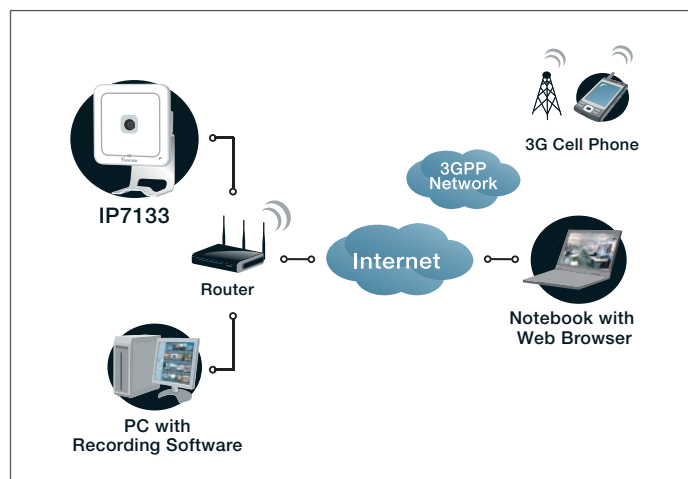 3G Cell Phone
3GPP
Network
IP7133
Internet
Router
Notebook with
Web Browser
PC with
Recording Software